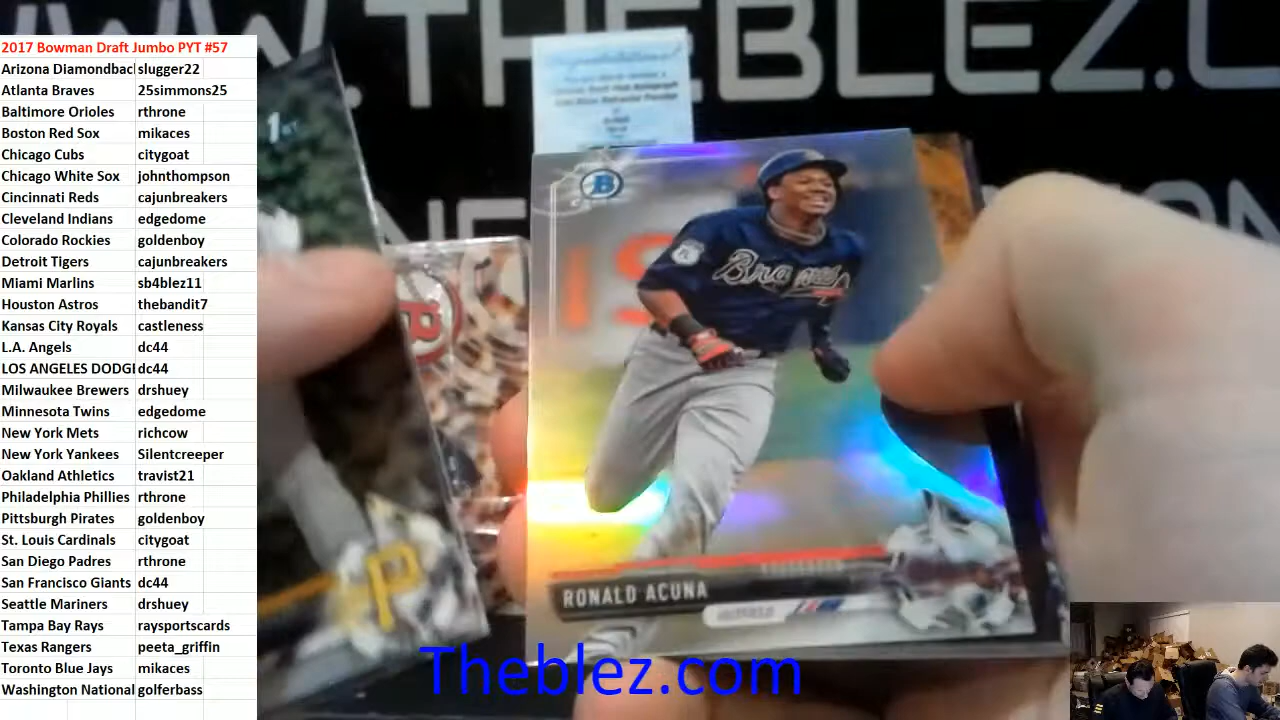 2017 Bowman Draft Jumbo PYT #57
Arizona Diamondbac slugger22
Atlanta Braves 25simmons25
Baltimore Orioles rthrone
Boston Red Sox mikaces
Chicago Cubs citygoat
Chicago White Sox johnthompson
Cincinnati Reds cajunbreakers
Cleveland Indians edgedome
Colorado Rockies goldenboy
Detroit Tigers cajunbreakers
Miami Marlins sb4blez11
Houston Astros thebandit7
Kansas City Royals castleness
L.A. Angels dc44
LOS ANGELES DODG dc44
Milwaukee Brewers drshuey
Minnesota Twins edgedome
New York Mets richcow
New York Yankees Silentcreeper
Oakland Athletics travist21
Philadelphia Phillies rthrone
Pittsburgh Pirates goldenboy
St. Louis Cardinals citygoat
San Diego Padres rthrone
San Francisco Giants dc44
Seattle Mariners drshuey
Tampa Bay Rays raysportscards
Texas Rangers peeta_griffin
Toronto Blue Jays mikaces
Washington National golferbass
WWW.THEBLEZ.C
1st
B
Braves
B
P
RONALD ACUNA
Theblez.com